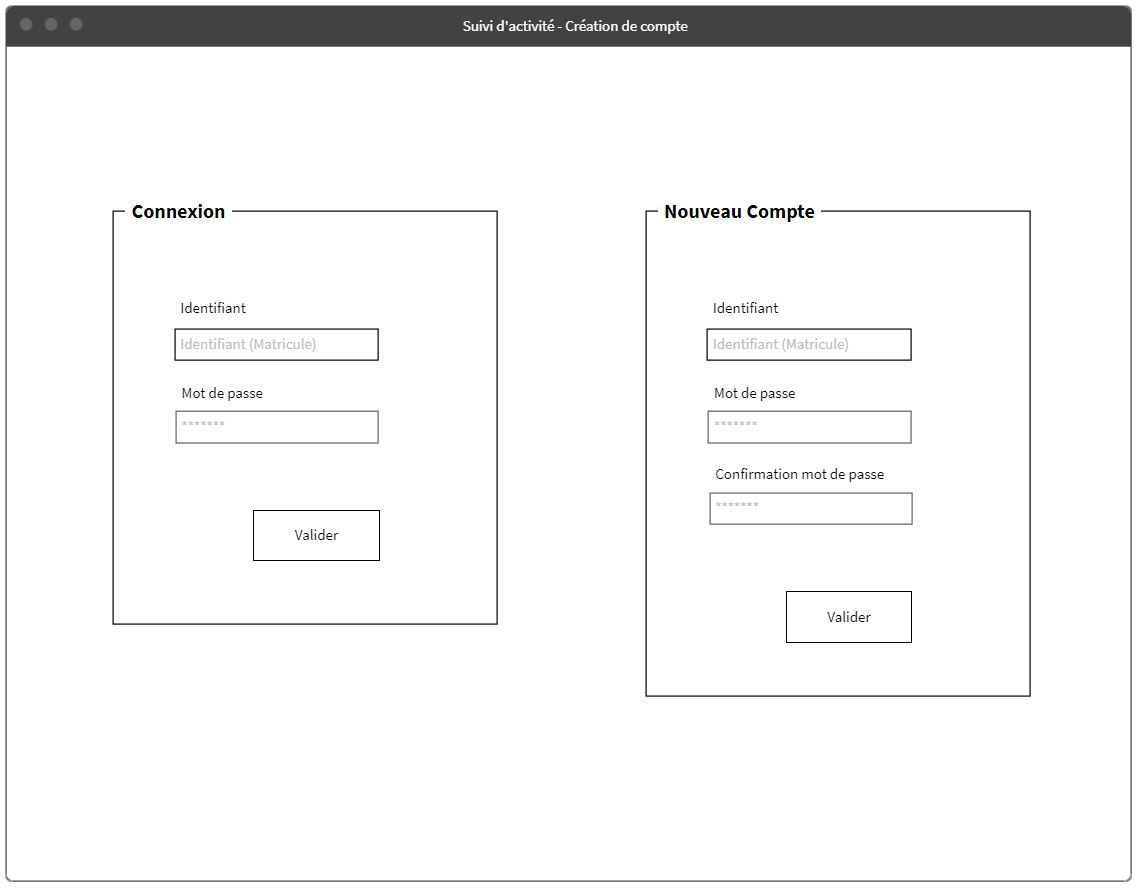 Suivi d'activité - Création de compte
Connexion
Identifiant
Identifiant (Matricule)
Mot de passe
*******
Valider
Nouveau Compte
Identifiant
Identifiant (Matricule)
Mot de passe
*******
Confirmation mot de passe
*******
Valider